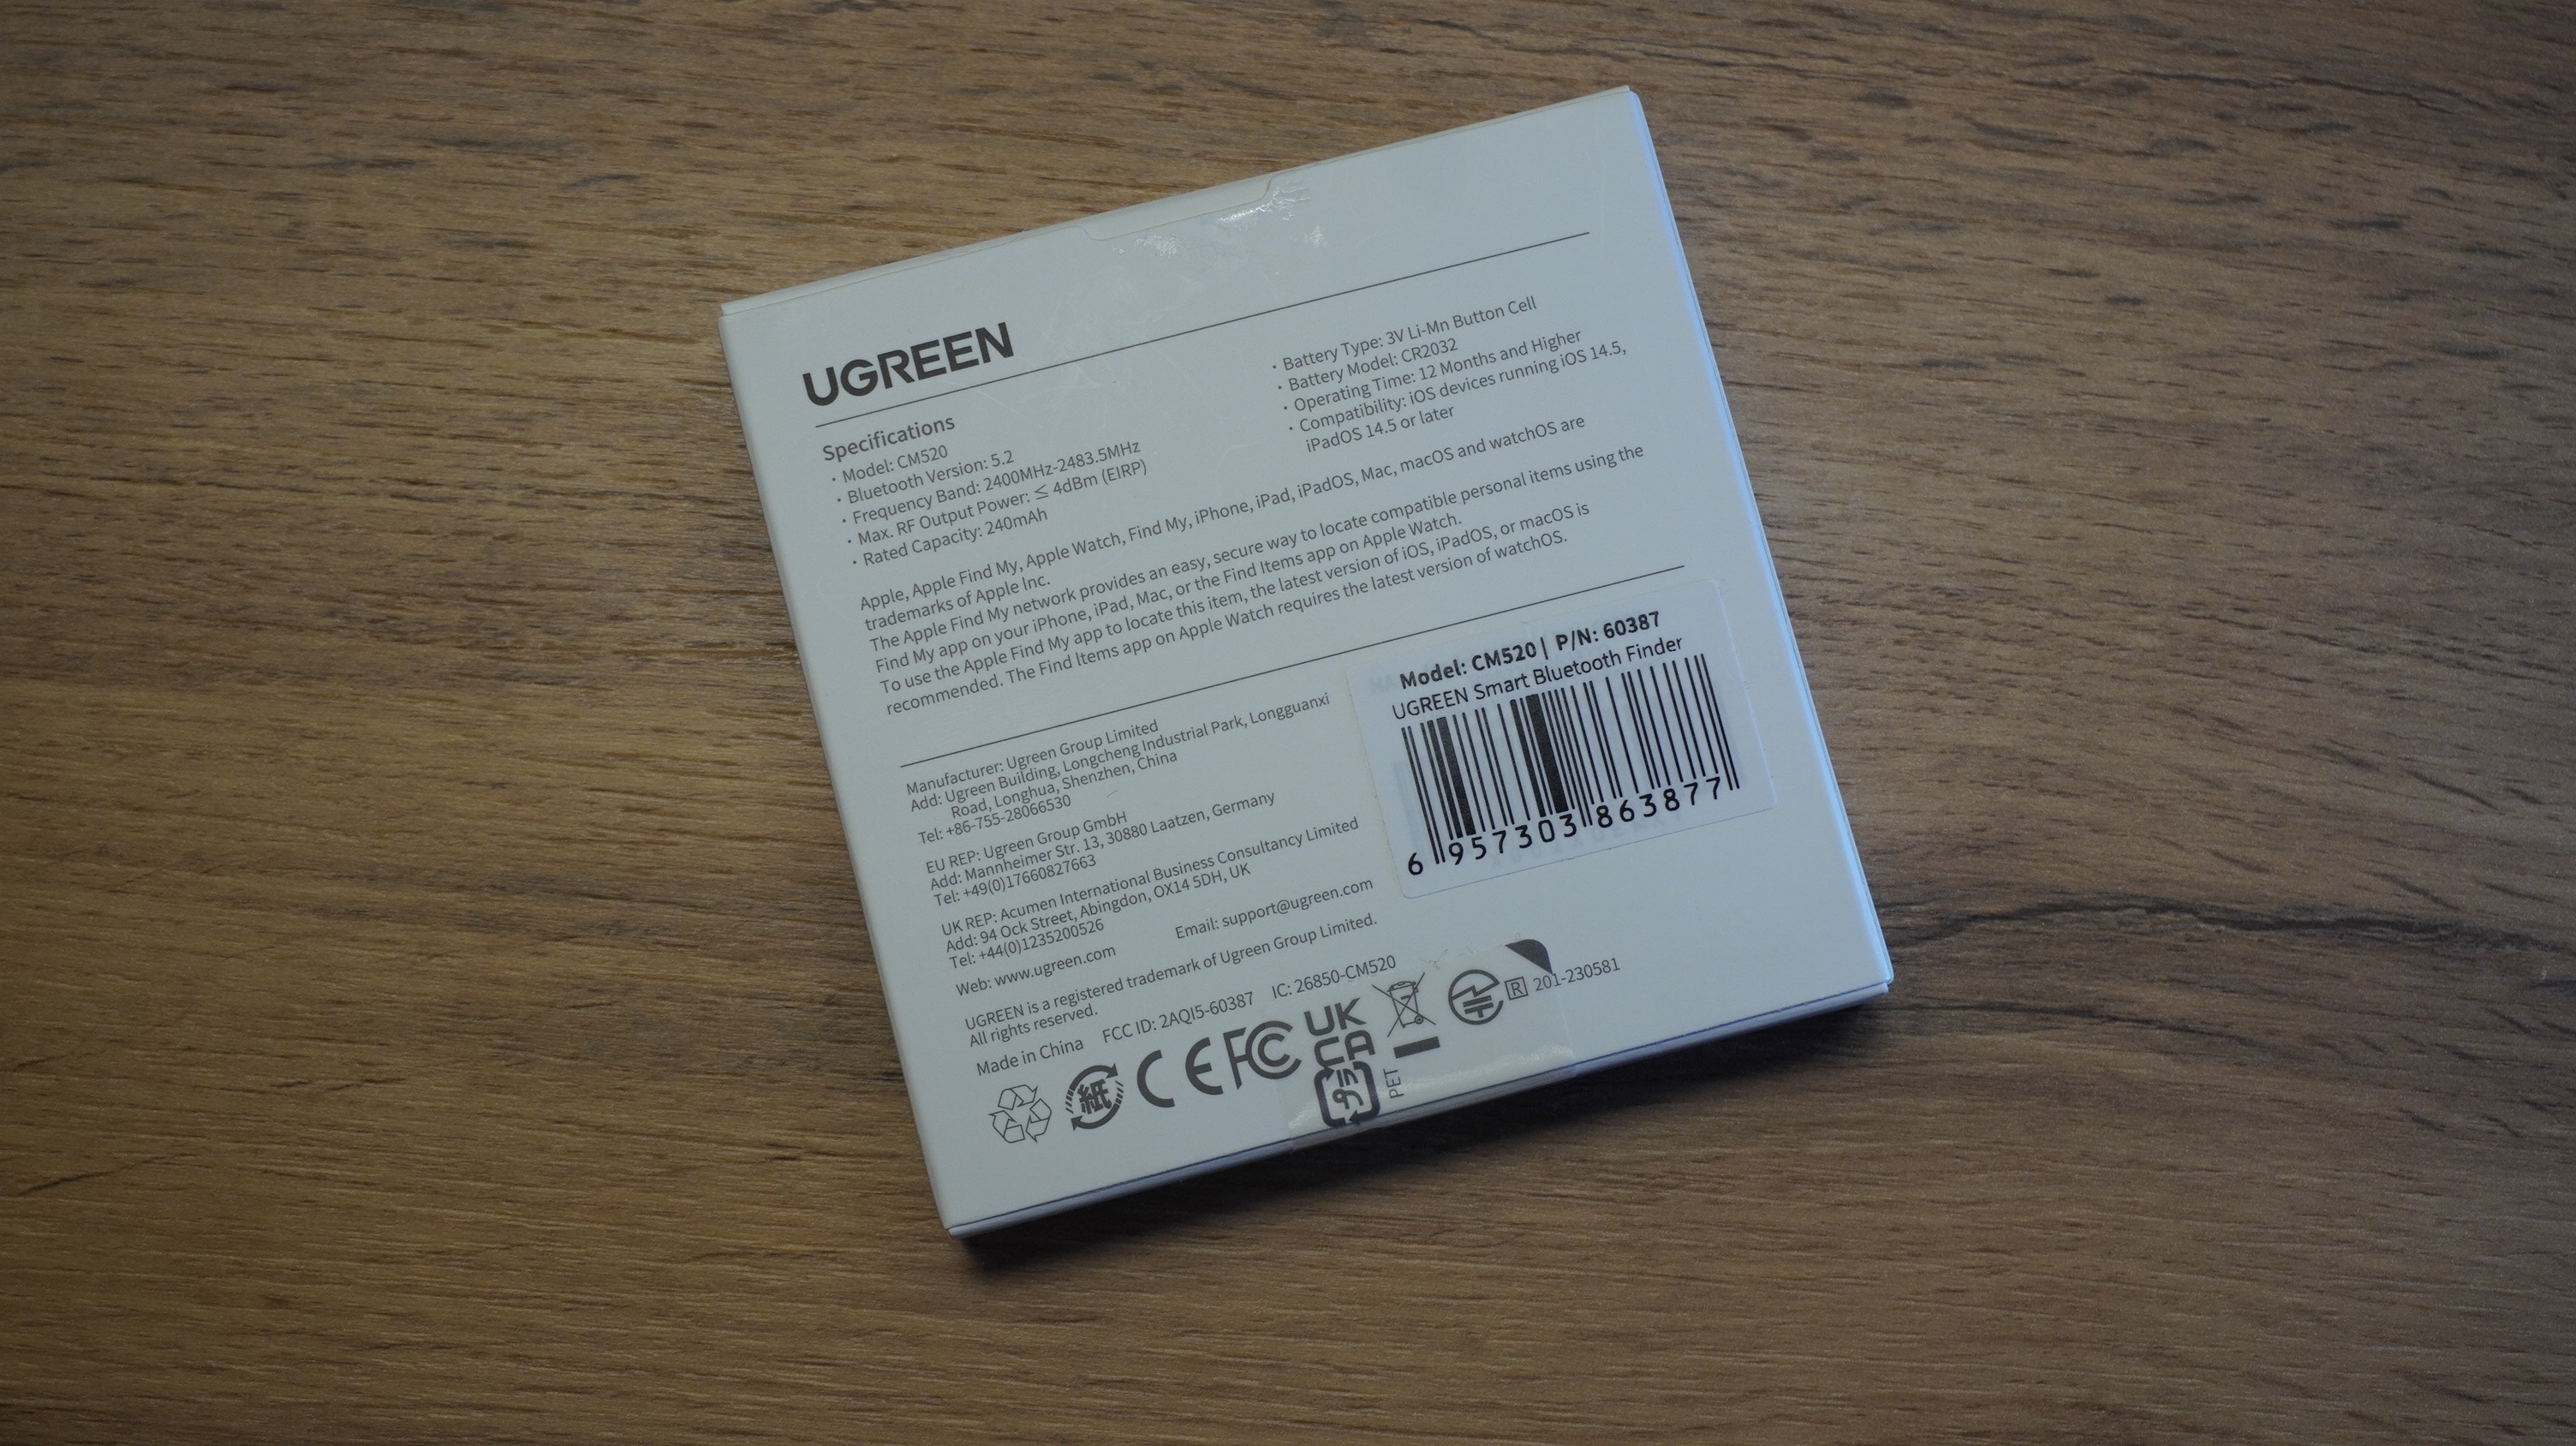 UGREEN
Specifications
· Model: CM520
· Bluetooth Version: 5.2
· Frequency Band: 2400MHz-2483.5MHz
· Max. RF Output Power: ≤ 4dBm (EIRP)
· Rated Capacity: 240mAh
· Battery Type: 3V Li-Mn Button Cell
· Battery Model: CR2032
· Operating Time: 12 Months and Higher
· Compatibility: iOS devices running iOS 14.5,
iPadOS 14.5 or later
Apple, Apple Find My, Apple Watch, Find My, iPhone, iPad, iPadOS, Mac, macOS and watchOS are
trademarks of Apple Inc.
The Apple Find My network provides an easy, secure way to locate compatible personal items using the
Find My app on your iPhone, iPad, Mac, or the Find Items app on Apple Watch.
To use the Apple Find My app to locate this item, the latest version of iOS, iPadOS, or macOS is
recommended. The Find Items app on Apple Watch requires the latest version of watchOS.
Manufacturer: Ugreen Group Limited
Add: Ugreen Building, Longcheng Industrial Park, Longguanxi
Road, Longhua, Shenzhen, China
Tel: +86-755-28066530
EU REP: Ugreen Group GmbH
Add: Mannheimer Str. 13, 30880 Laatzen, Germany
Tel: +49(0)17660827663
UK REP: Acumen International Business Consultancy Limited
Add: 94 Ock Street, Abingdon, OX14 5DH, UK
Tel: +44(0)1235200526
Web: www.ugreen.com Email: support@ugreen.com
UGREEN is a registered trademark of Ugreen Group Limited.
All rights reserved.
Made in China FCC ID: 2AQI5-60387 IC: 26850-CM520
Model: CM520 | P/N: 60387
UGREEN Smart Bluetooth Finder
6 957303 863877
紙 CE FC UK
CA
プラ
PET
R 201-230581